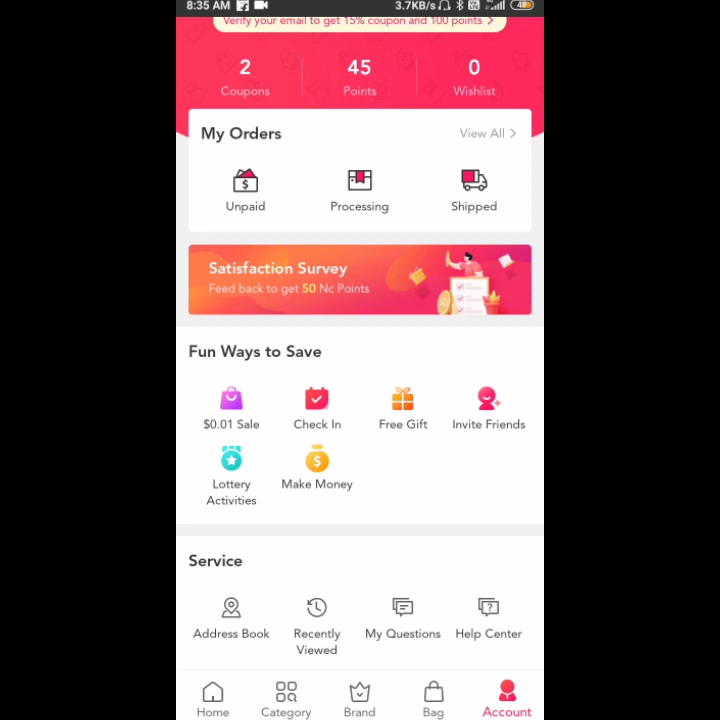 8:35 AM 3.7KB/s 49
Verify your email to get 15% coupon and 100 points >
2 45 0
Coupons Points Wishlist
My Orders View All >
Unpaid Processing Shipped
Satisfaction Survey
Feed back to get 50 Nc Points
Fun Ways to Save
$0.01 Sale Check In Free Gift Invite Friends
Lottery Activities Make Money
Service
Address Book Recently Viewed My Questions Help Center
Home Category Brand Bag Account